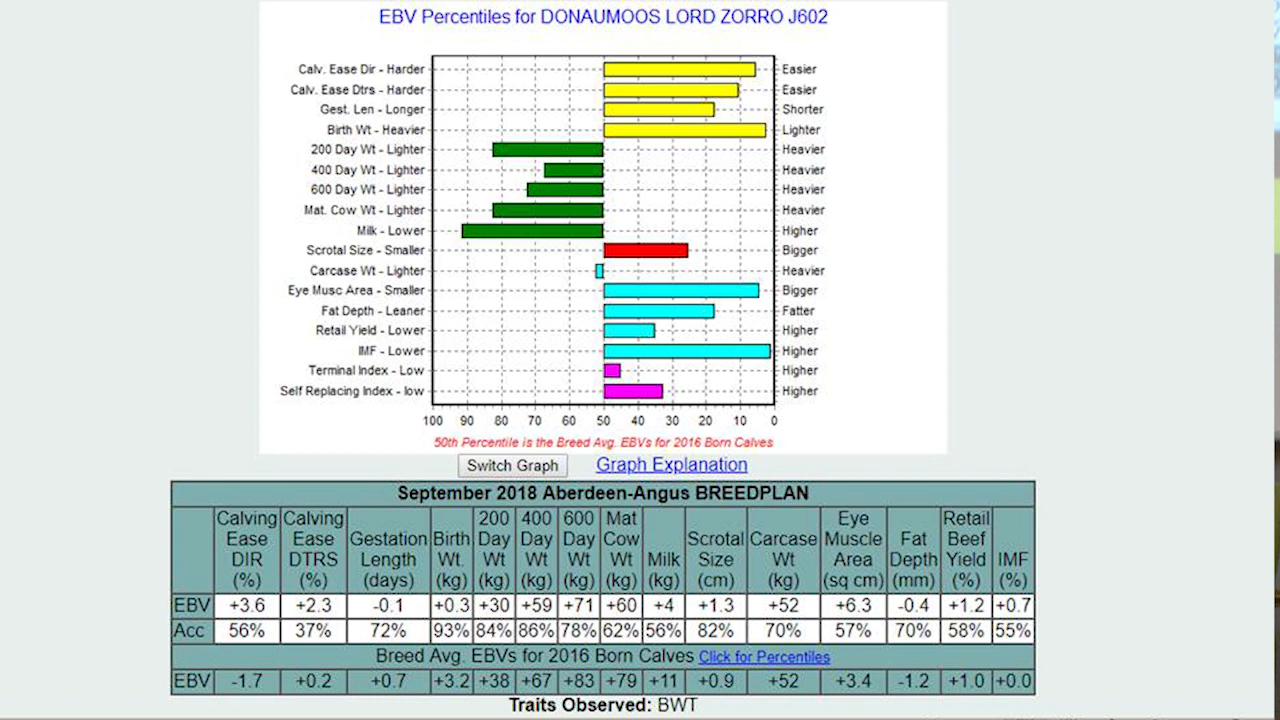 EBV Percentiles for DONAUMOOS LORD ZORRO J602
Calv. Ease Dir - Harder Easier
Calv. Ease Dtrs - Harder Easier
Gest. Len - Longer Shorter
Birth Wt - Heavier Lighter
200 Day Wt - Lighter Heavier
400 Day Wt - Lighter Heavier
600 Day Wt - Lighter Heavier
Mat. Cow Wt - Lighter Heavier
Milk - Lower Higher
Scrotal Size - Smaller Bigger
Carcase Wt - Lighter Heavier
Eye Musc Area - Smaller Bigger
Fat Depth - Leaner Fatter
Retail Yield - Lower Higher
IMF - Lower Higher
Terminal Index - Low Higher
Self Replacing Index - low Higher
100 90 80 70 60 50 40 30 20 10 0
50th Percentile is the Breed Avg. EBVs for 2016 Born Calves
Switch Graph Graph Explanation
September 2018 Aberdeen-Angus BREEDPLAN
Calving Calving 200 400 600 Mat Eye Retail
Ease Ease Gestation Birth Day Day Day Cow Scrotal Carcase Muscle Fat Beef
DIR DTRS Length Wt. Wt Wt Wt Wt Milk Size Wt Area Depth Yield IMF
(%) (%) (days) (kg) (kg) (kg) (kg) (kg) (kg) (cm) (kg) (sq cm) (mm) (%) (%)
EBV +3.6 +2.3 -0.1 +0.3 +30 +59 +71 +60 +4 +1.3 +52 +6.3 -0.4 +1.2 +0.7
Acc 56% 37% 72% 93% 84% 86% 78% 62% 56% 82% 70% 57% 70% 58% 55%
Breed Avg. EBVs for 2016 Born Calves Click for Percentiles
EBV -1.7 +0.2 +0.7 +3.2 +38 +67 +83 +79 +11 +0.9 +52 +3.4 -1.2 +1.0 +0.0
Traits Observed: BWT